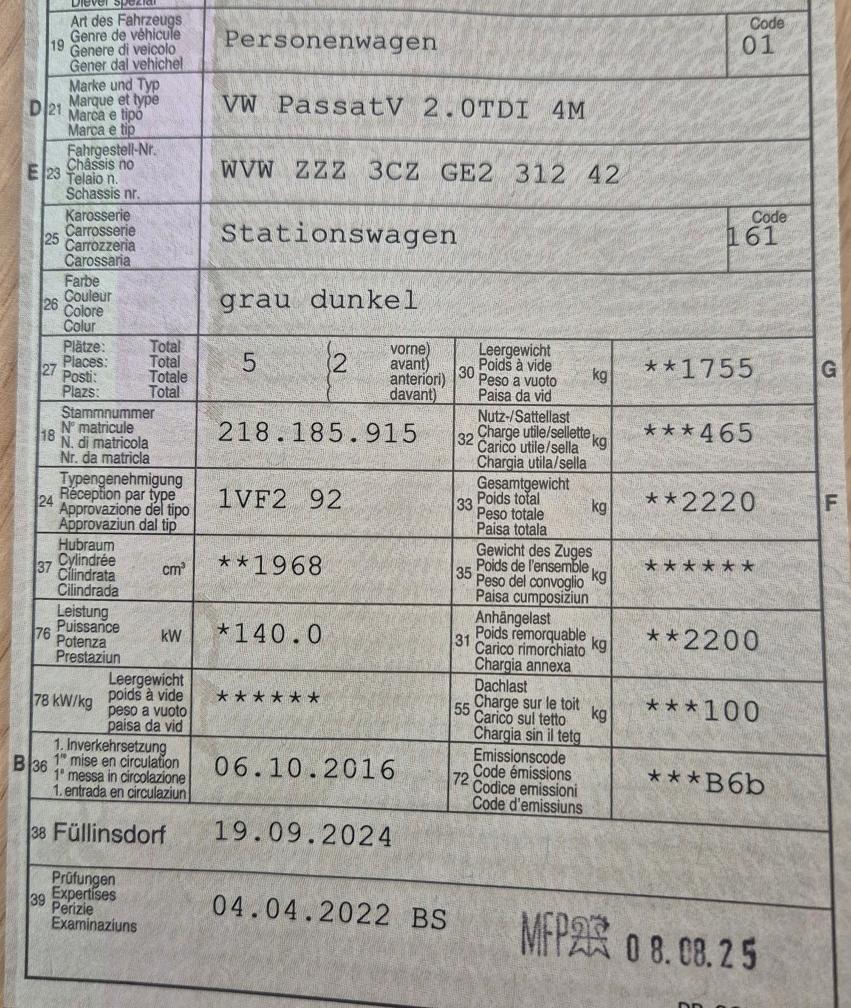 19 Art des Fahrzeugs
Genre de véhicule
Genere di veicolo
Gener dal vehichel
Personenwagen
Code
01
D 21 Marke und Typ
Marque et type
Marca e tipo
Marca e tip
VW PassatV 2.0TDI 4M
E 23 Fahrgestell-Nr.
Châssis no
Telaio n.
Schassis nr.
WVW ZZZ 3CZ GE2 312 42
25 Karosserie
Carrosserie
Carrozzeria
Carossaria
Stationswagen
Code
161
26 Farbe
Couleur
Colore
Colur
grau dunkel
27 Plätze: Total
Places: Total
Posti: Totale
Plazs: Total
5 (2 vorne)
avant)
anteriori)
davant)
30 Leergewicht
Poids à vide
Peso a vuoto
Paisa da vid
kg
**1755
G
18 Stammnummer
N° matricule
N. di matricola
Nr. da matricla
218.185.915
32 Nutz-/Sattellast
Charge utile/sellette
Carico utile/sella
Chargia utila/sella
kg
***465
24 Typengenehmigung
Réception par type
Approvazione del tipo
Approvaziun dal tip
1VF2 92
33 Gesamtgewicht
Poids total
Peso totale
Paisa totala
kg
**2220
F
37 Hubraum
Cylindrée
Cilindrata
Cilindrada
cm³
**1968
35 Gewicht des Zuges
Poids de l'ensemble
Peso del convoglio
Paisa cumposiziun
kg
******
76 Leistung
Puissance
Potenza
Prestaziun
kW
*140.0
31 Anhängelast
Poids remorquable
Carico rimorchiato
Chargia annexa
kg
**2200
78 kW/kg Leergewicht
poids à vide
peso a vuoto
paisa da vid
******
55 Dachlast
Charge sur le toit
Carico sul tetto
Chargia sin il tetg
kg
***100
B 36 1. Inverkehrsetzung
1re mise en circulation
1a messa in circolazione
1. entrada en circulaziun
06.10.2016
72 Emissionscode
Code émissions
Codice emissioni
Code d'emissiuns
***B6b
38 Füllinsdorf 19.09.2024
39 Prüfungen
Expertises
Perizie
Examinaziuns
04.04.2022 BS
MFP
08.08.25